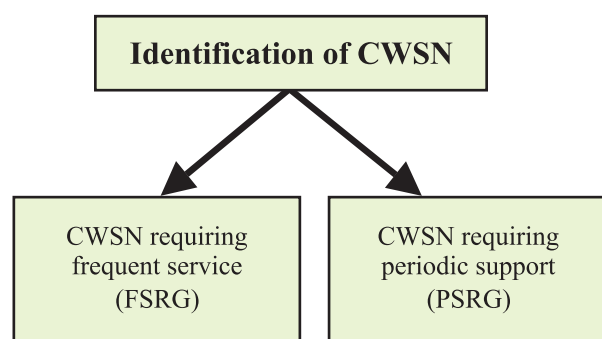 Identification of CWSN
CWSN requiring
frequent service
(FSRG)
CWSN requiring
periodic support
(PSRG)